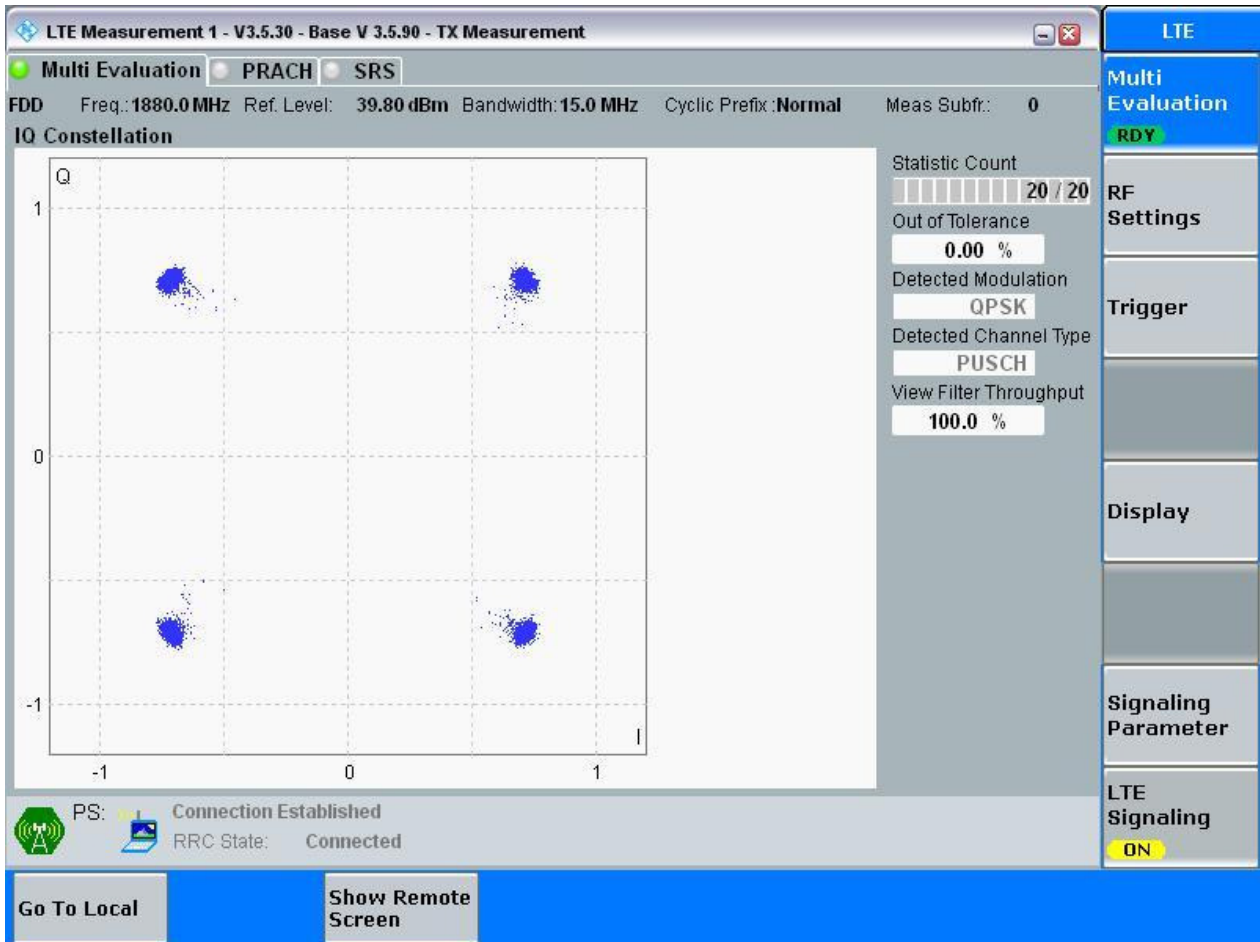 LTE Measurement 1 - V3.5.30 - Base V 3.5.90 - TX Measurement
LTE
Multi Evaluation PRACH SRS
FDD Freq.: 1880.0 MHz Ref. Level: 39.80 dBm Bandwidth: 15.0 MHz Cyclic Prefix : Normal Meas Subfr.: 0
IQ Constellation
Q
1
0
-1
I
-1 0 1
Statistic Count
20 / 20
Out of Tolerance
0.00 %
Detected Modulation
QPSK
Detected Channel Type
PUSCH
View Filter Throughput
100.0 %
Multi
Evaluation
RDY
RF
Settings
Trigger
Display
Signaling
Parameter
LTE
Signaling
ON
PS: Connection Established
RRC State: Connected
Go To Local
Show Remote
Screen